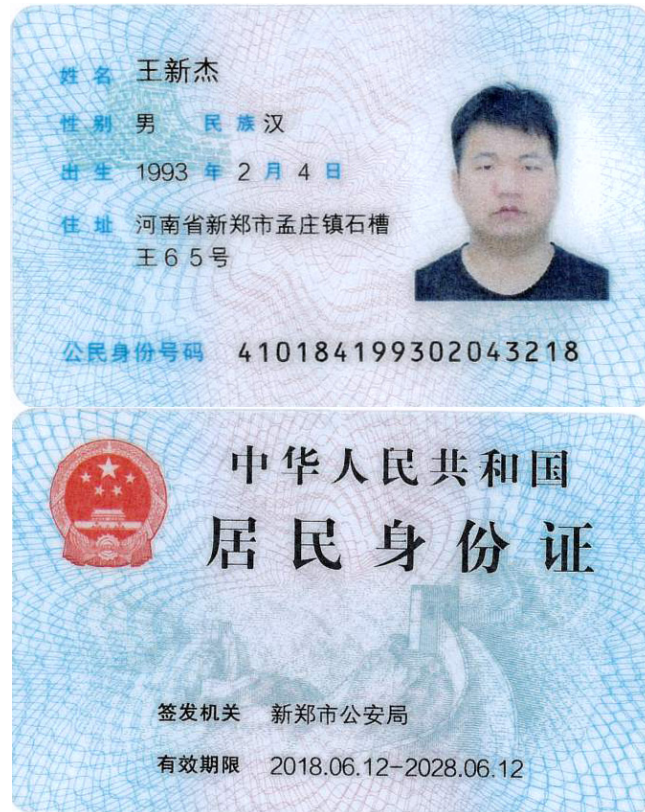 姓名 王新杰
性别 男 民族 汉
出生 1993 年 2 月 4 日
住址 河南省新郑市孟庄镇石槽
王65号
公民身份号码 410184199302043218
中华人民共和国
居民身份证
签发机关 新郑市公安局
有效期限 2018.06.12-2028.06.12